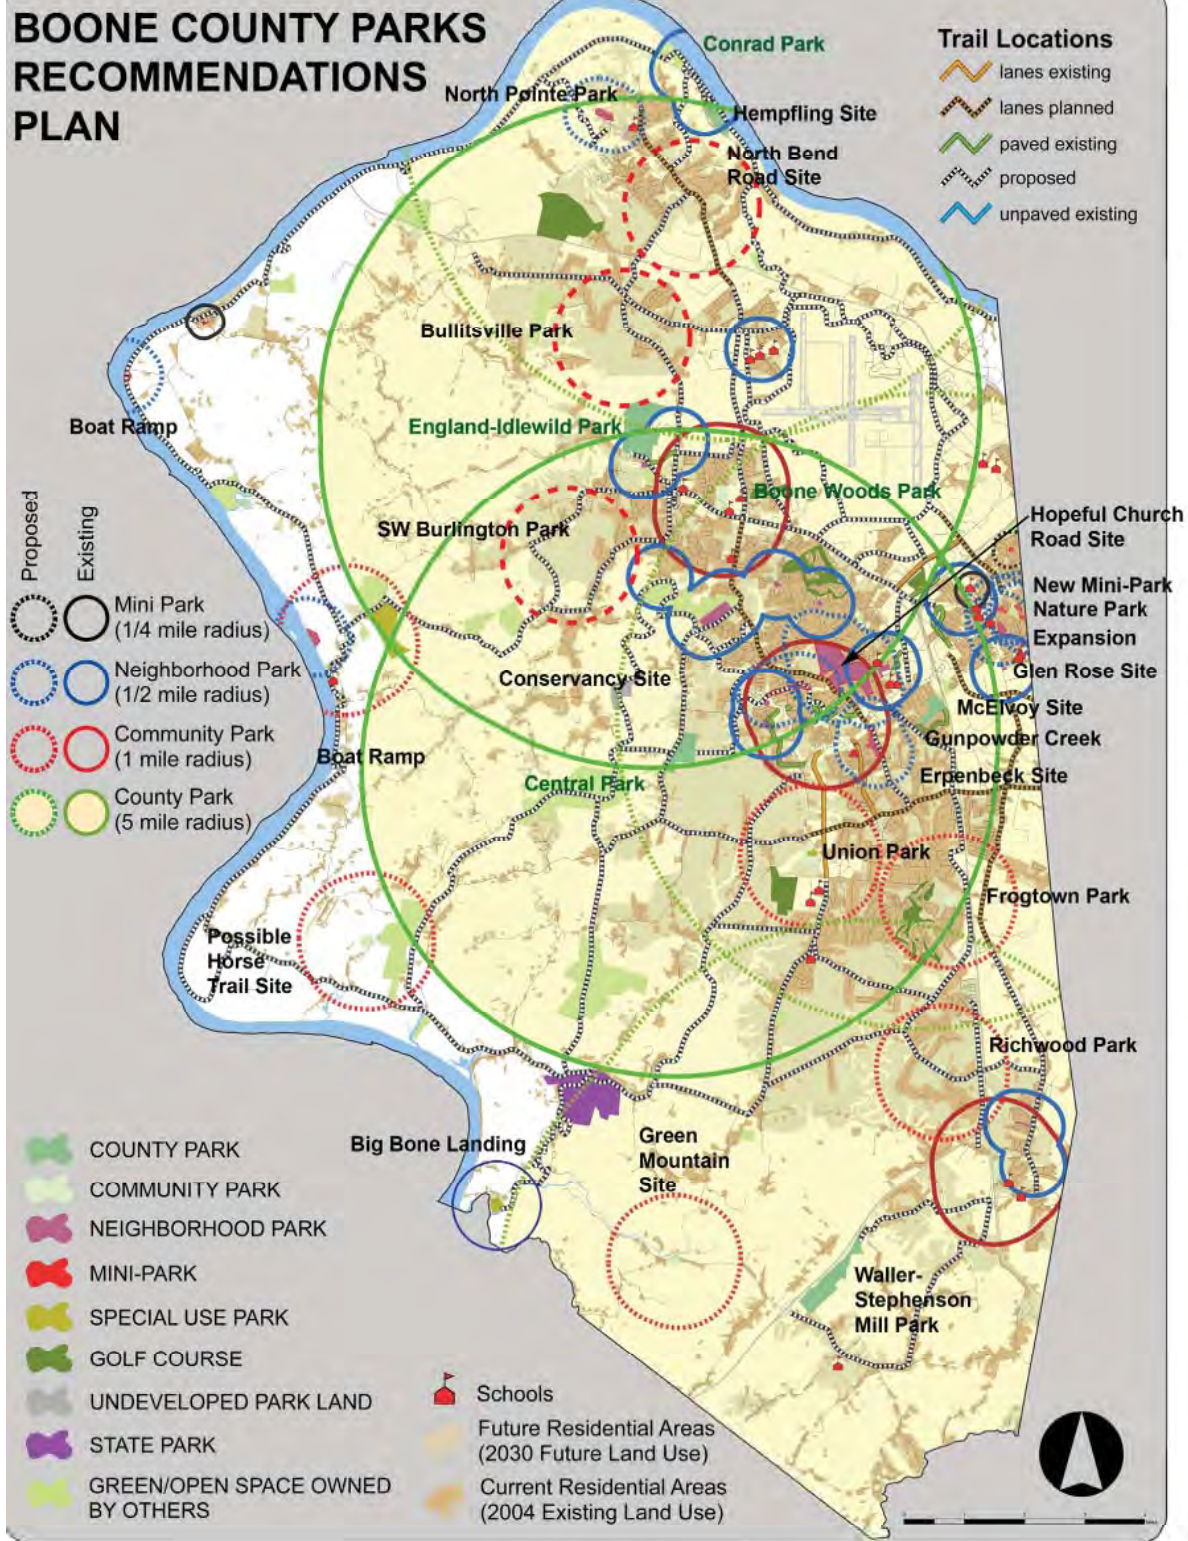 BOONE COUNTY PARKS
RECOMMENDATIONS
PLAN
Trail Locations
lanes existing
lanes planned
paved existing
proposed
unpaved existing
Conrad Park
North Pointe Park
Hempfling Site
North Bend
Road Site
Bullitsville Park
Boat Ramp
England-Idlewild Park
Boone Woods Park
SW Burlington Park
Hopeful Church
Road Site
New Mini-Park
Nature Park
Expansion
Glen Rose Site
Conservancy Site
McElvoy Site
Gunpowder Creek
Boat Ramp
Erpenbeck Site
Central Park
Union Park
Frogtown Park
Possible
Horse
Trail Site
Richwood Park
Big Bone Landing
Green
Mountain
Site
Waller-
Stephenson
Mill Park
Proposed
Existing
Mini Park
(1/4 mile radius)
Neighborhood Park
(1/2 mile radius)
Community Park
(1 mile radius)
County Park
(5 mile radius)
COUNTY PARK
COMMUNITY PARK
NEIGHBORHOOD PARK
MINI-PARK
SPECIAL USE PARK
GOLF COURSE
UNDEVELOPED PARK LAND
STATE PARK
GREEN/OPEN SPACE OWNED
BY OTHERS
Schools
Future Residential Areas
(2030 Future Land Use)
Current Residential Areas
(2004 Existing Land Use)